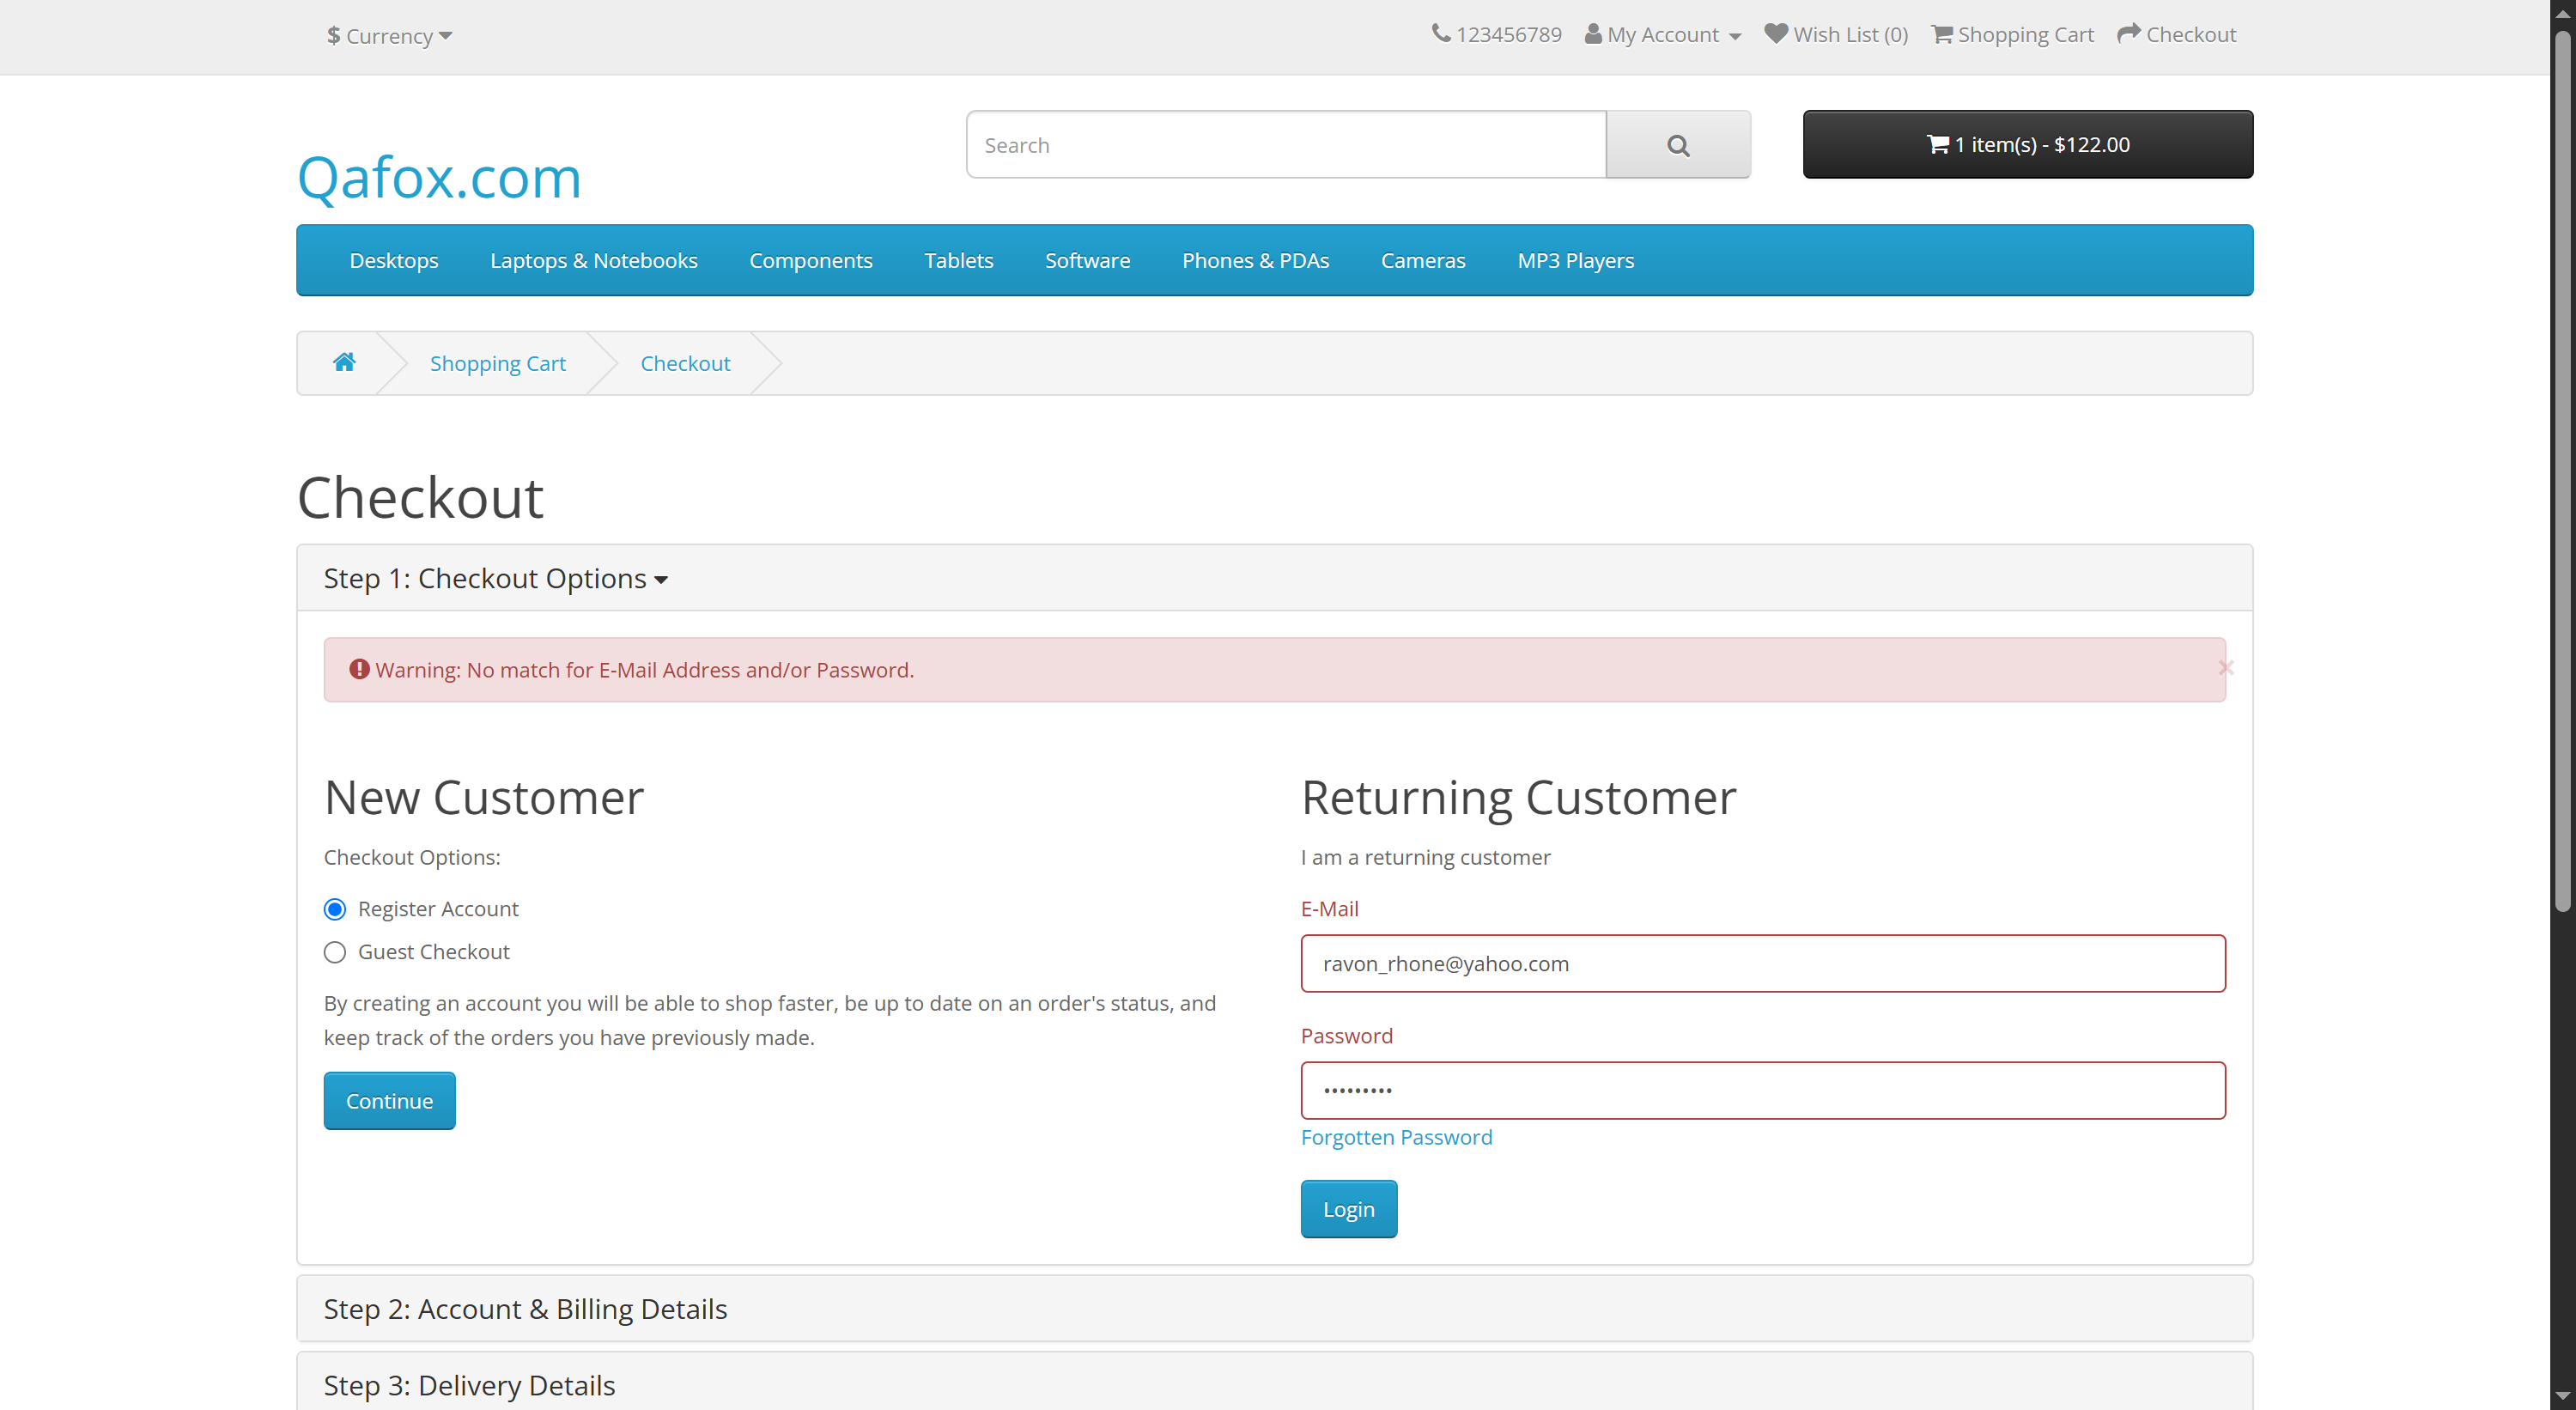 $ Currency
123456789 My Account Wish List (0) Shopping Cart Checkout
Qafox.com
Search
1 item(s) - $122.00
Desktops Laptops & Notebooks Components Tablets Software Phones & PDAs Cameras MP3 Players
Shopping Cart Checkout
Checkout
Step 1: Checkout Options
Warning: No match for E-Mail Address and/or Password.
×
New Customer
Checkout Options:
Register Account
Guest Checkout
By creating an account you will be able to shop faster, be up to date on an order's status, and
keep track of the orders you have previously made.
Continue
Returning Customer
I am a returning customer
E-Mail
ravon_rhone@yahoo.com
Password
•••••••••
Forgotten Password
Login
Step 2: Account & Billing Details
Step 3: Delivery Details